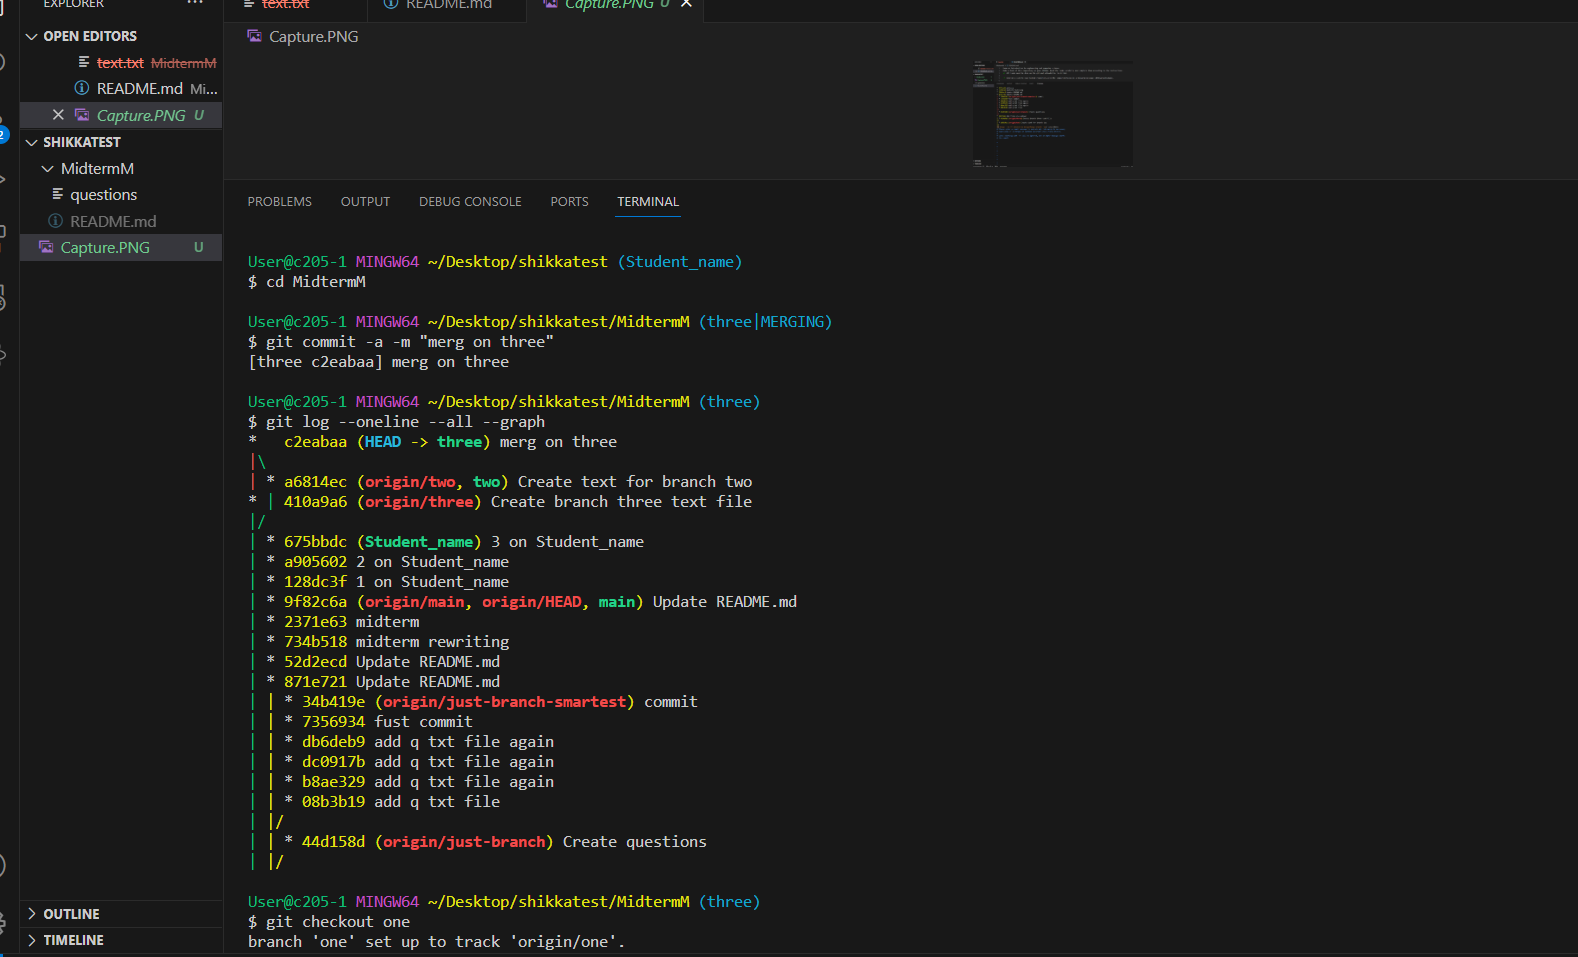 EXPLORER
···
text.txt
README.md
Capture.PNG U
OPEN EDITORS
text.txt MidtermM
README.md Mi...
Capture.PNG U
SHIKKATEST
MidtermM
questions
README.md
Capture.PNG U
OUTLINE
TIMELINE
2
Capture.PNG
PROBLEMS OUTPUT DEBUG CONSOLE PORTS TERMINAL
User@c205-1 MINGW64 ~/Desktop/shikkatest (Student_name)
$ cd MidtermM
User@c205-1 MINGW64 ~/Desktop/shikkatest/MidtermM (three|MERGING)
$ git commit -a -m "merg on three"
[three c2eabaa] merg on three
User@c205-1 MINGW64 ~/Desktop/shikkatest/MidtermM (three)
$ git log --oneline --all --graph
*   c2eabaa (HEAD -> three) merg on three
|\
| * a6814ec (origin/two, two) Create text for branch two
* | 410a9a6 (origin/three) Create branch three text file
|/
| * 675bbdc (Student_name) 3 on Student_name
| * a905602 2 on Student_name
| * 128dc3f 1 on Student_name
| * 9f82c6a (origin/main, origin/HEAD, main) Update README.md
| * 2371e63 midterm
| * 734b518 midterm rewriting
| * 52d2ecd Update README.md
| * 871e721 Update README.md
| | * 34b419e (origin/just-branch-smartest) commit
| | * 7356934 fust commit
| | * db6deb9 add q txt file again
| | * dc0917b add q txt file again
| | * b8ae329 add q txt file again
| | * 08b3b19 add q txt file
| |/
| | * 44d158d (origin/just-branch) Create questions
| |/
User@c205-1 MINGW64 ~/Desktop/shikkatest/MidtermM (three)
$ git checkout one
branch 'one' set up to track 'origin/one'.